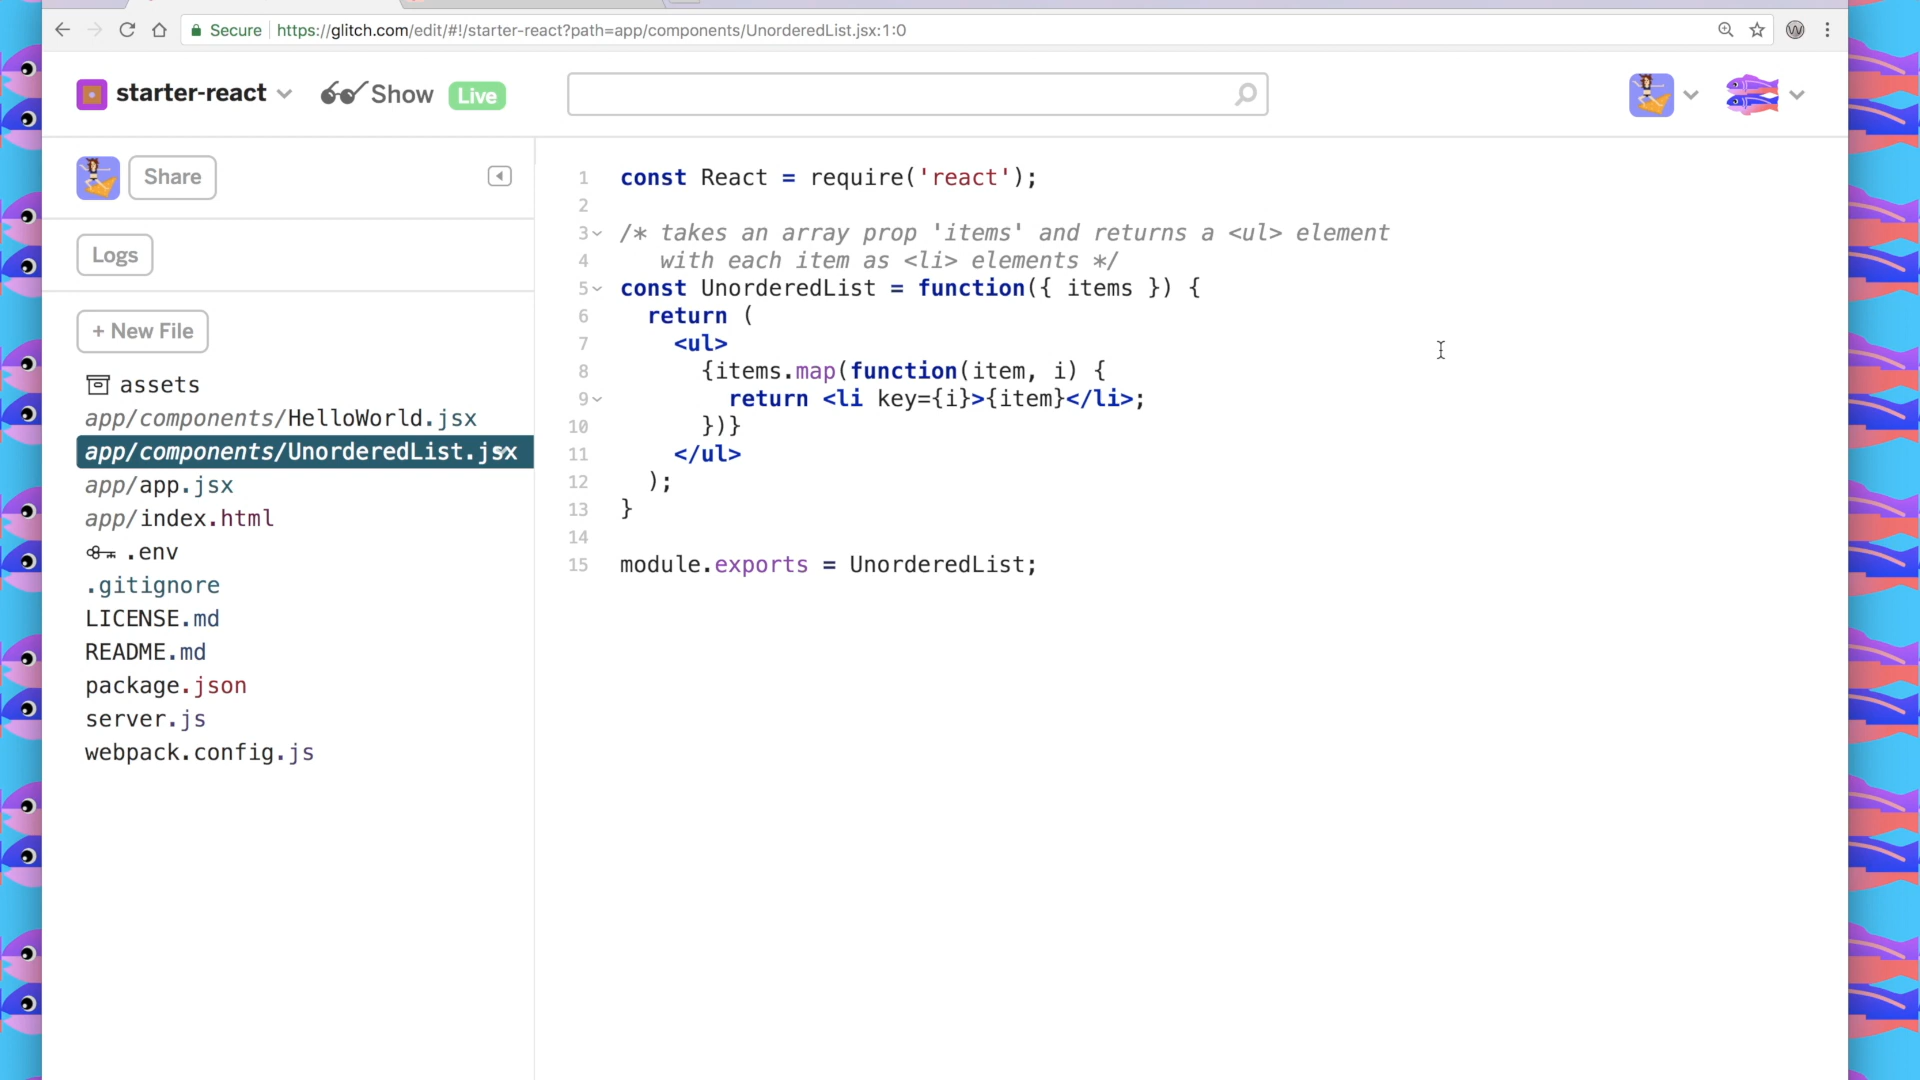 Secure https://glitch.com/edit/#!/starter-react?path=app/components/UnorderedList.jsx:1:0
starter-react Show Live
Share
Logs
+ New File
assets
app/components/HelloWorld.jsx
app/components/UnorderedList.jsx
app/app.jsx
app/index.html
.env
.gitignore
LICENSE.md
README.md
package.json
server.js
webpack.config.js
1 const React = require('react');
2
3 /* takes an array prop 'items' and returns a <ul> element
4 with each item as <li> elements */
5 const UnorderedList = function({ items }) {
6 return (
7 <ul>
8 {items.map(function(item, i) {
9 return <li key={i}>{item}</li>;
10 })}
11 </ul>
12 );
13 }
14
15 module.exports = UnorderedList;